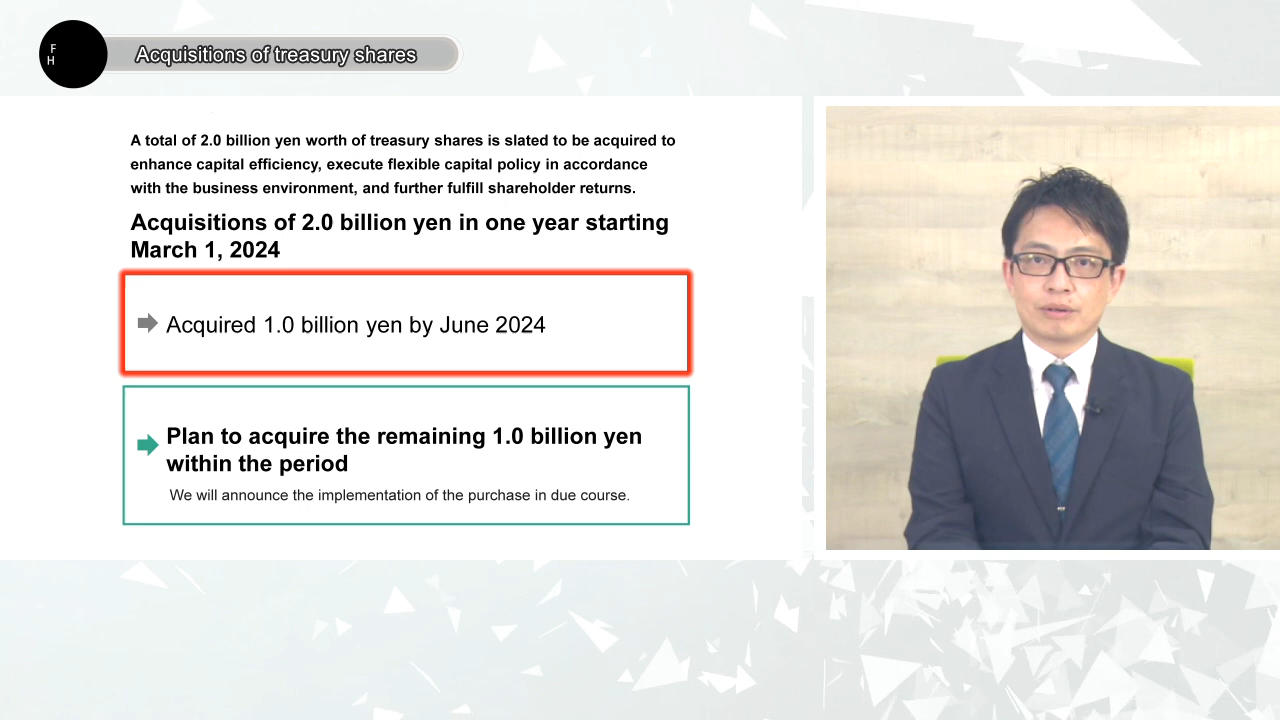 F
H
Acquisitions of treasury shares
A total of 2.0 billion yen worth of treasury shares is slated to be acquired to
enhance capital efficiency, execute flexible capital policy in accordance
with the business environment, and further fulfill shareholder returns.
Acquisitions of 2.0 billion yen in one year starting
March 1, 2024
Acquired 1.0 billion yen by June 2024
Plan to acquire the remaining 1.0 billion yen
within the period
We will announce the implementation of the purchase in due course.